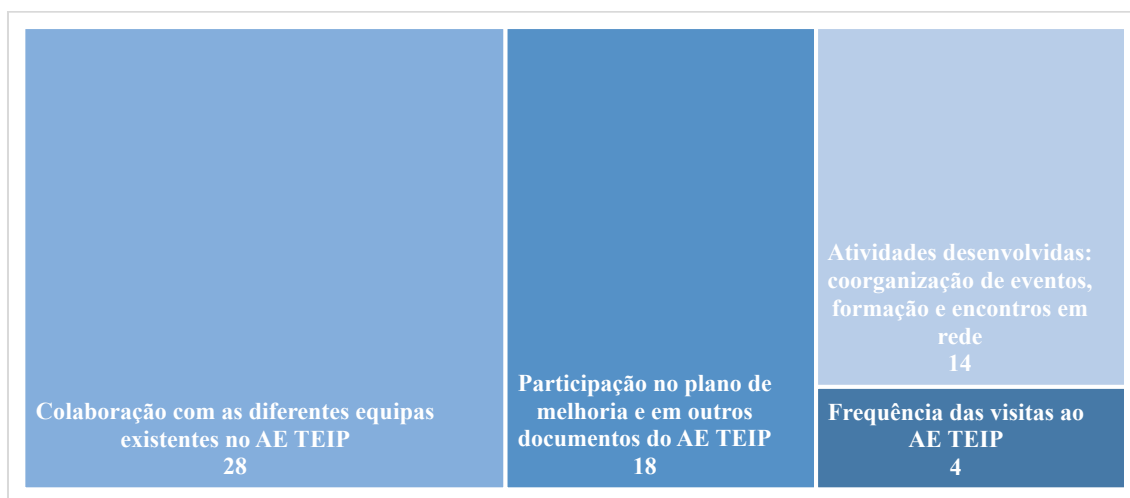 Colaboração com as diferentes equipas
existentes no AE TEIP
28
Participação no plano de
melhoria e em outros
documentos do AE TEIP
18
Atividades desenvolvidas:
coorganização de eventos,
formação e encontros em
rede
14
Frequência das visitas ao
AE TEIP
4